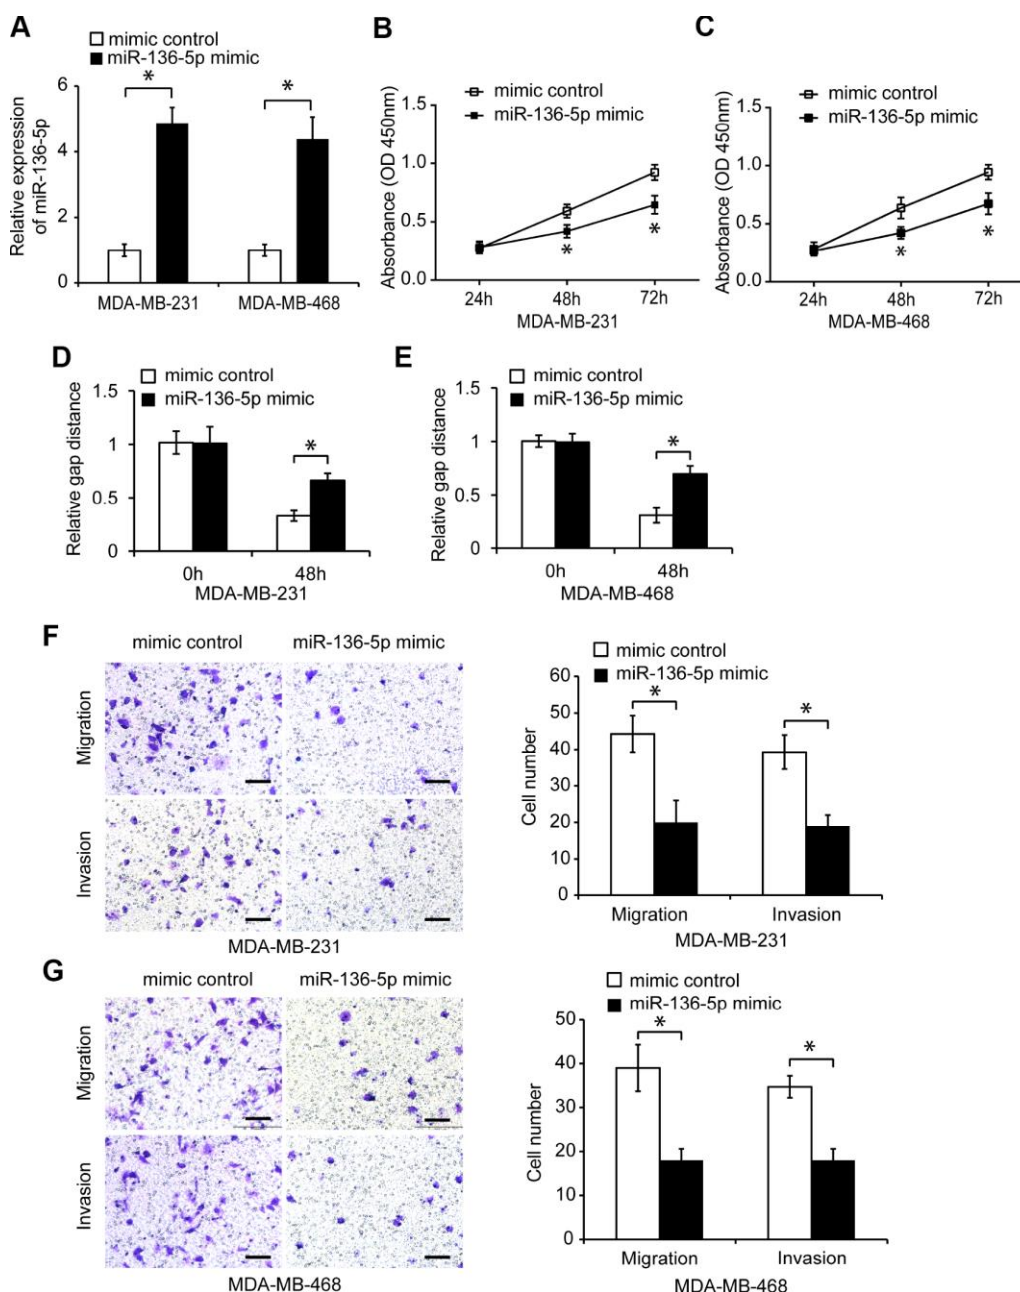 A
mimic control
miR-136-5p mimic
Relative expression
of miR-136-5p
6
4
2
0
*
*
MDA-MB-231
MDA-MB-468
B
mimic control
miR-136-5p mimic
Absorbance (OD 450nm)
1.5
1.0
0.5
0.0
*
*
24h
48h
72h
MDA-MB-231
C
mimic control
miR-136-5p mimic
Absorbance (OD 450nm)
1.5
1.0
0.5
0.0
*
*
24h
48h
72h
MDA-MB-468
D
mimic control
miR-136-5p mimic
Relative gap distance
1.5
1
0.5
0
*
0h
48h
MDA-MB-231
E
mimic control
miR-136-5p mimic
Relative gap distance
1.5
1
0.5
0
*
0h
48h
MDA-MB-468
F
mimic control
miR-136-5p mimic
Migration
Invasion
MDA-MB-231
mimic control
miR-136-5p mimic
Cell number
60
50
40
30
20
10
0
*
*
Migration
Invasion
MDA-MB-231
G
mimic control
miR-136-5p mimic
Migration
Invasion
MDA-MB-468
mimic control
miR-136-5p mimic
Cell number
50
40
30
20
10
0
*
*
Migration
Invasion
MDA-MB-468